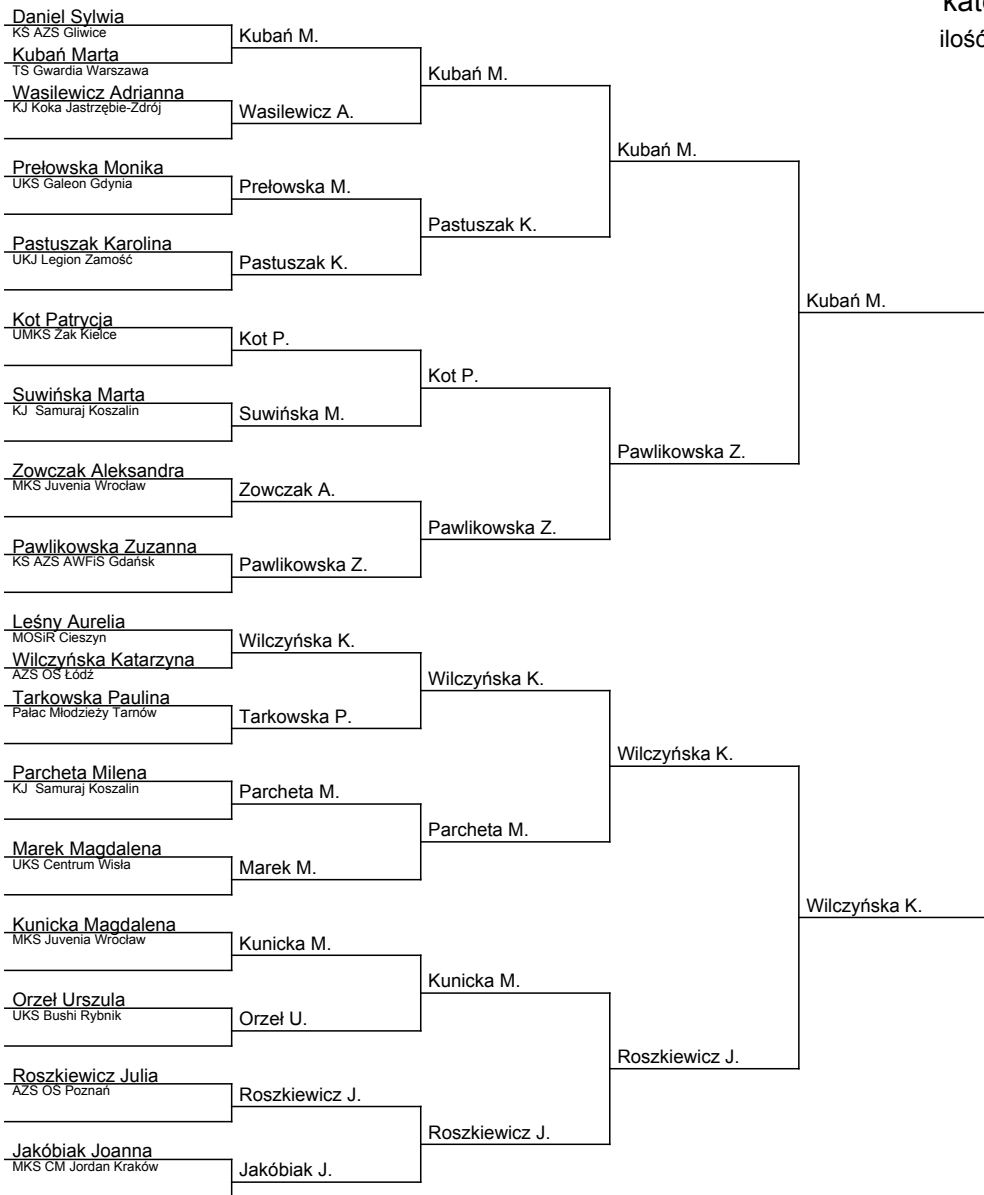 kat
ilość
Daniel Sylwia
KS AZS Gliwice
Kubań M.
Kubań Marta
TS Gwardia Warszawa
Kubań M.
Wasilewicz Adrianna
KJ Koka Jastrzębie-Zdrój
Wasilewicz A.
Kubań M.
Prełowska Monika
UKS Galeon Gdynia
Prełowska M.
Pastuszak K.
Pastuszak Karolina
UKJ Legion Zamość
Pastuszak K.
Kubań M.
Kot Patrycja
UMKS Żak Kielce
Kot P.
Kot P.
Suwińska Marta
KJ Samuraj Koszalin
Suwińska M.
Pawlikowska Z.
Zowczak Aleksandra
MKS Juvenia Wrocław
Zowczak A.
Pawlikowska Z.
Pawlikowska Zuzanna
KS AZS AWFiS Gdańsk
Pawlikowska Z.
Leśny Aurelia
MOSiR Cieszyn
Wilczyńska K.
Wilczyńska Katarzyna
AZS OŚ Łódź
Wilczyńska K.
Tarkowska Paulina
Pałac Młodzieży Tarnów
Tarkowska P.
Wilczyńska K.
Parcheta Milena
KJ Samuraj Koszalin
Parcheta M.
Parcheta M.
Marek Magdalena
UKS Centrum Wisła
Marek M.
Wilczyńska K.
Kunicka Magdalena
MKS Juvenia Wrocław
Kunicka M.
Kunicka M.
Orzeł Urszula
UKS Bushi Rybnik
Orzeł U.
Roszkiewicz J.
Roszkiewicz Julia
AZS OŚ Poznań
Roszkiewicz J.
Roszkiewicz J.
Jakóbiak Joanna
MKS CM Jordan Kraków
Jakóbiak J.